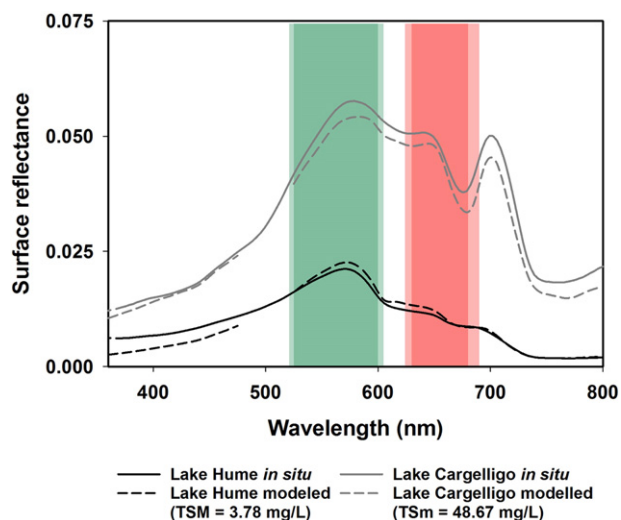 0.075
0.050
0.025
0.000
Surface reflectance
400 500 600 700 800
Wavelength (nm)
Lake Hume in situ Lake Cargelligo in situ
Lake Hume modeled Lake Cargelligo modelled
(TSM = 3.78 mg/L) (TSm = 48.67 mg/L)